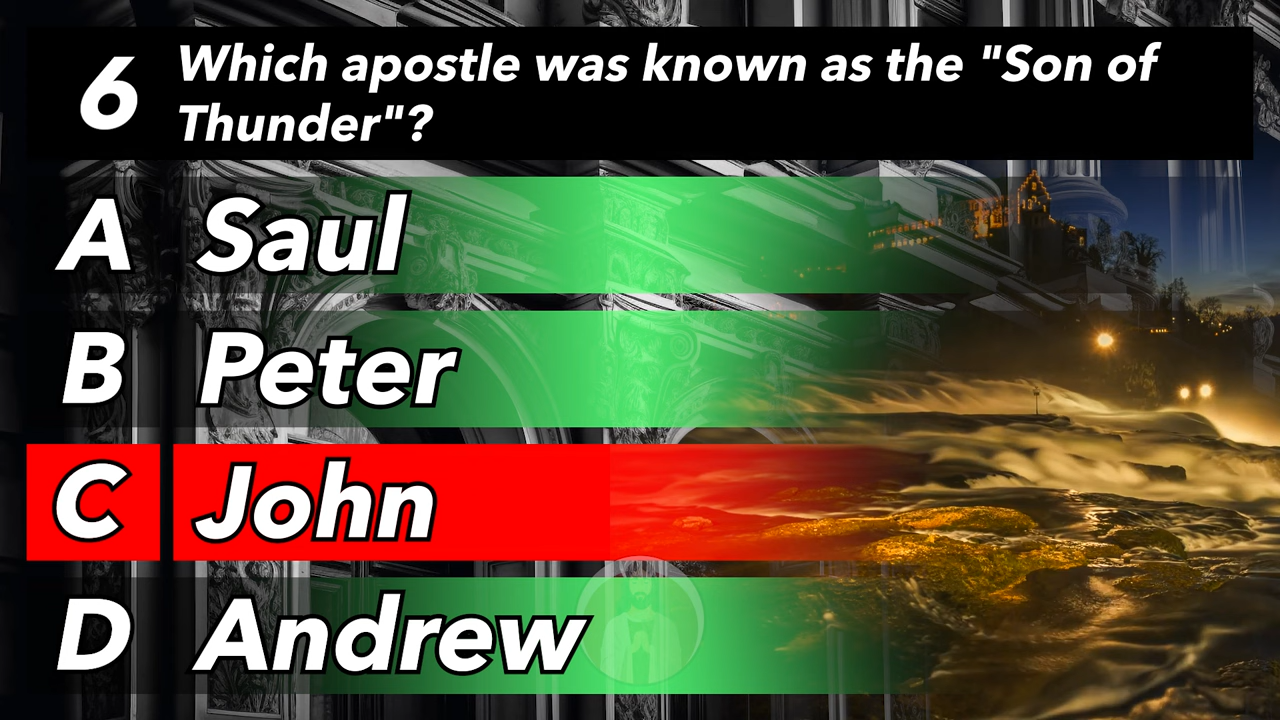 6
Which apostle was known as the "Son of
Thunder"?
A Saul
B Peter
C John
D Andrew